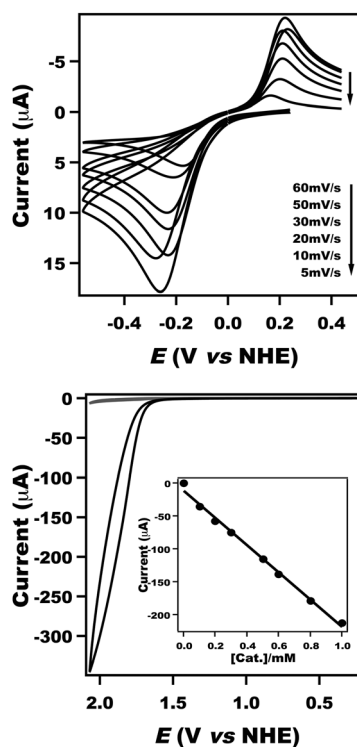 Current (μA)
-5
0
5
10
15
60mV/s
50mV/s
30mV/s
20mV/s
10mV/s
5mV/s
-0.4 -0.2 0.0 0.2 0.4
E (V vs NHE)
Current (μA)
0
-50
-100
-150
-200
-250
-300
Current (μA)
0
-50
-100
-150
-200
0.0 0.2 0.4 0.6 0.8 1.0
[Cat.]/mM
2.0 1.5 1.0 0.5
E (V vs NHE)